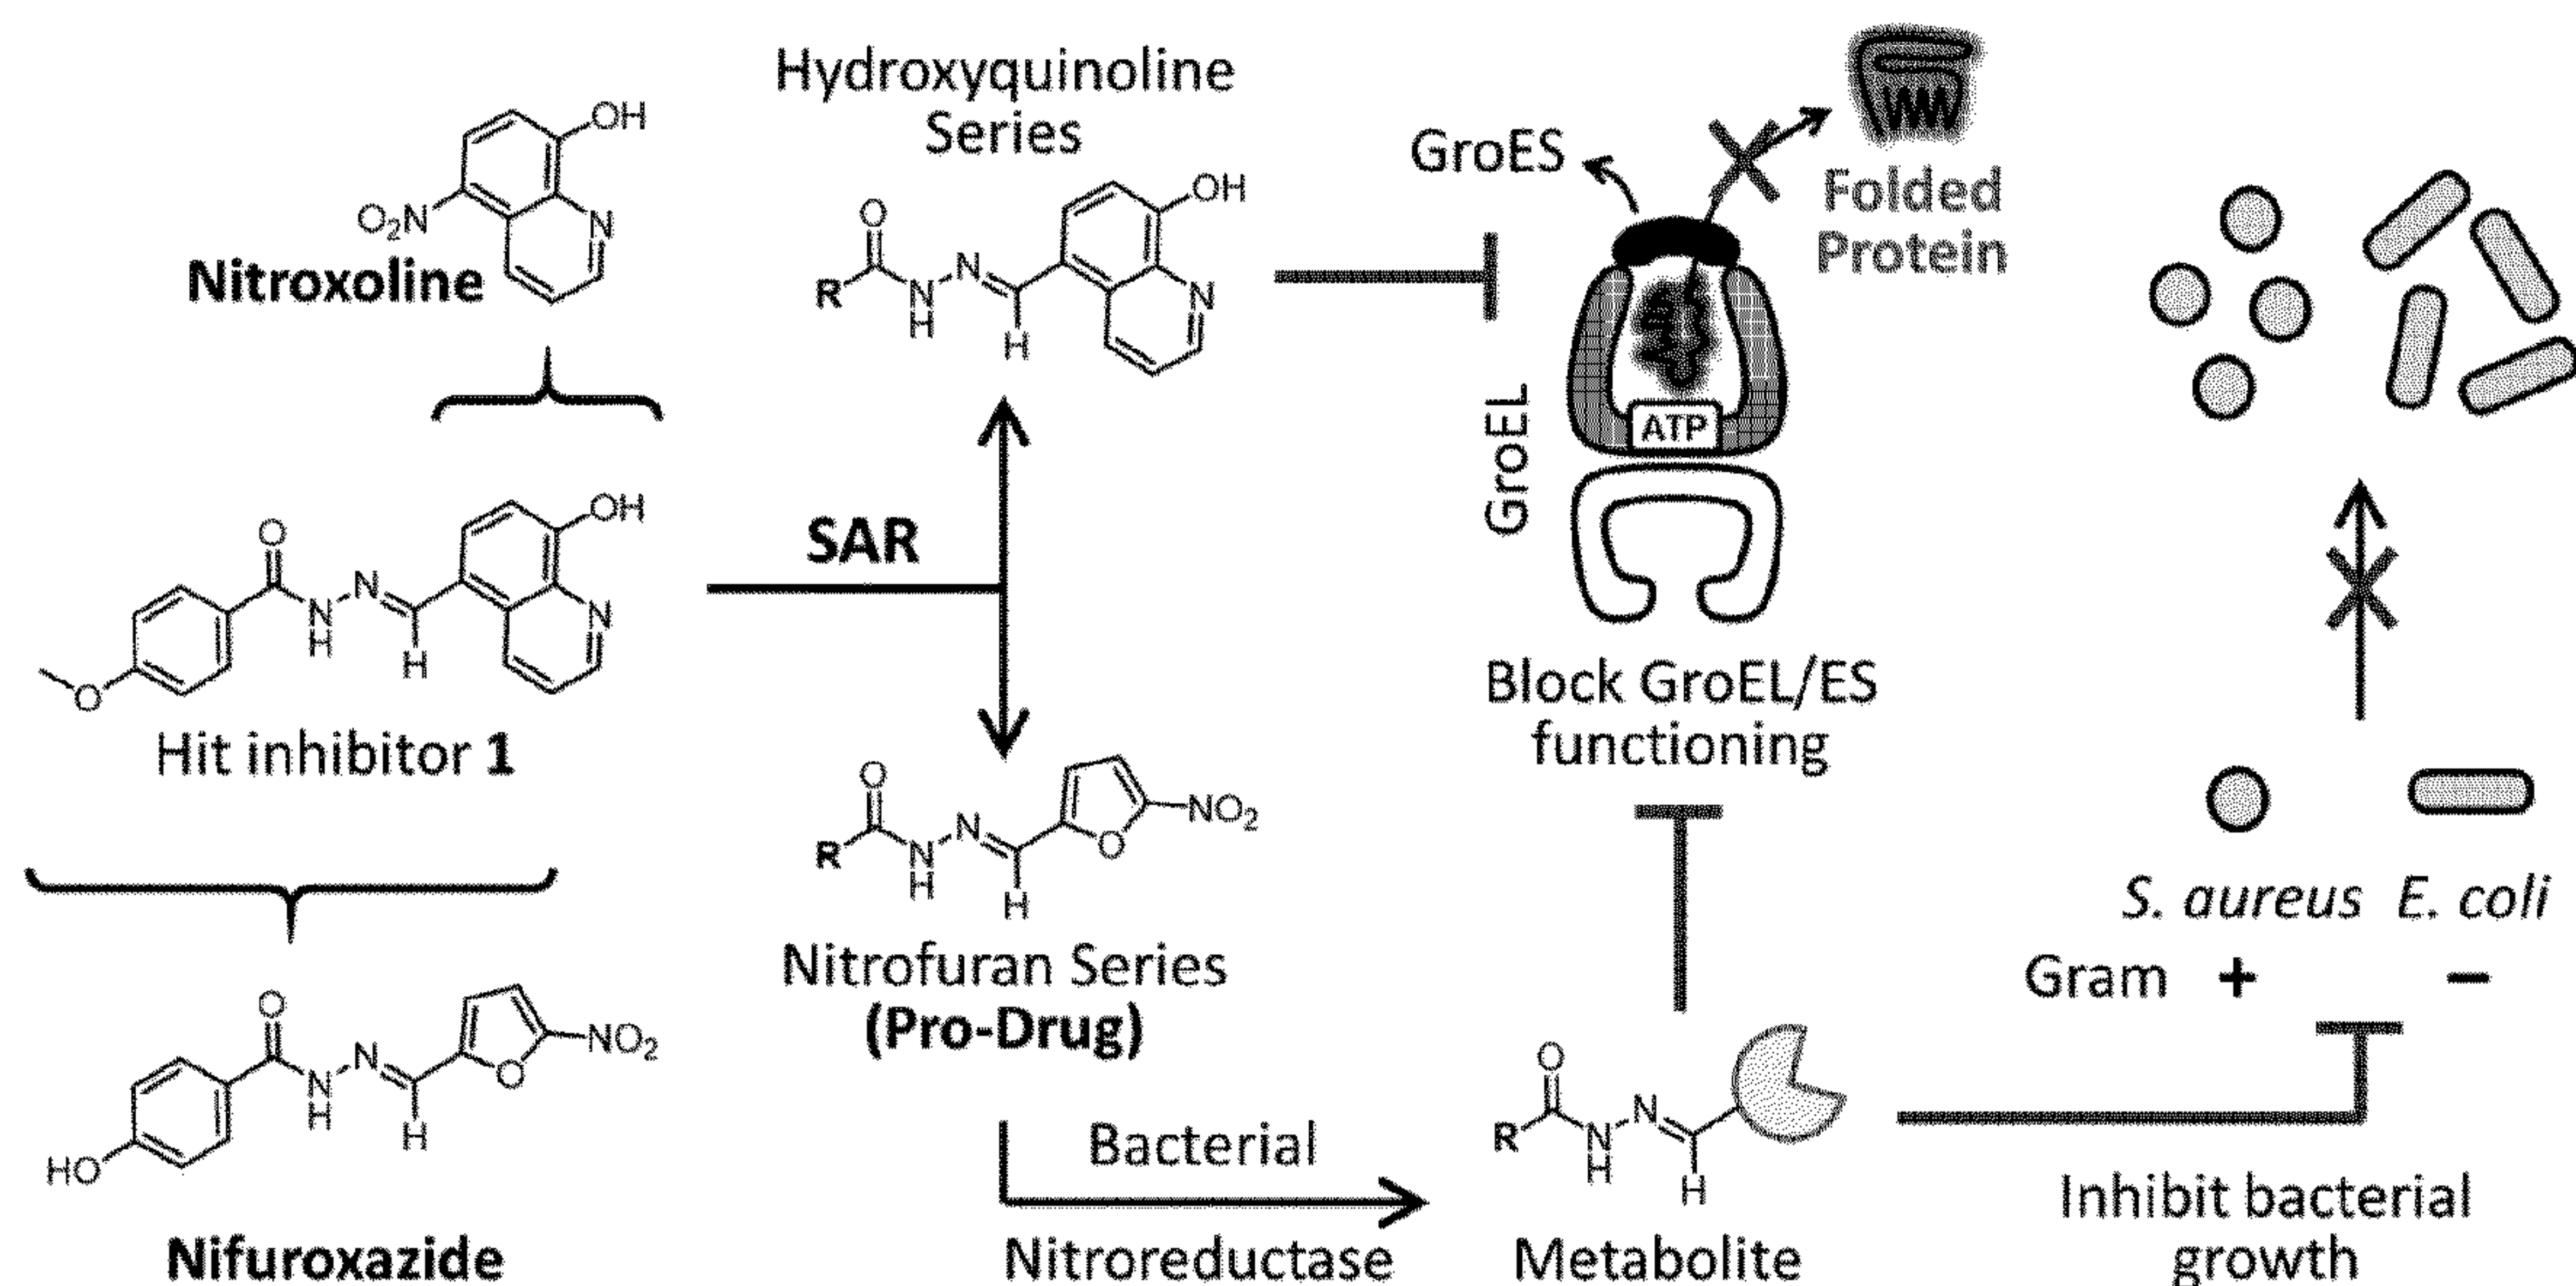 OH
N
O₂N
Nitroxoline
Hydroxyquinoline
Series
O
OH
R
N
H
N
H
N
GroES
Folded
Protein
GroEL
ATP
Block GroEL/ES
functioning
O
OH
N
H
N
H
N
O
Hit inhibitor 1
SAR
O
R
N
H
N
H
O
NO₂
Nitrofuran Series
(Pro-Drug)
Bacterial
Nitroreductase
O
HO
N
H
N
H
O
NO₂
Nifuroxazide
O
R
N
H
N
H
Metabolite
S. aureus E. coli
Gram + −
Inhibit bacterial
growth